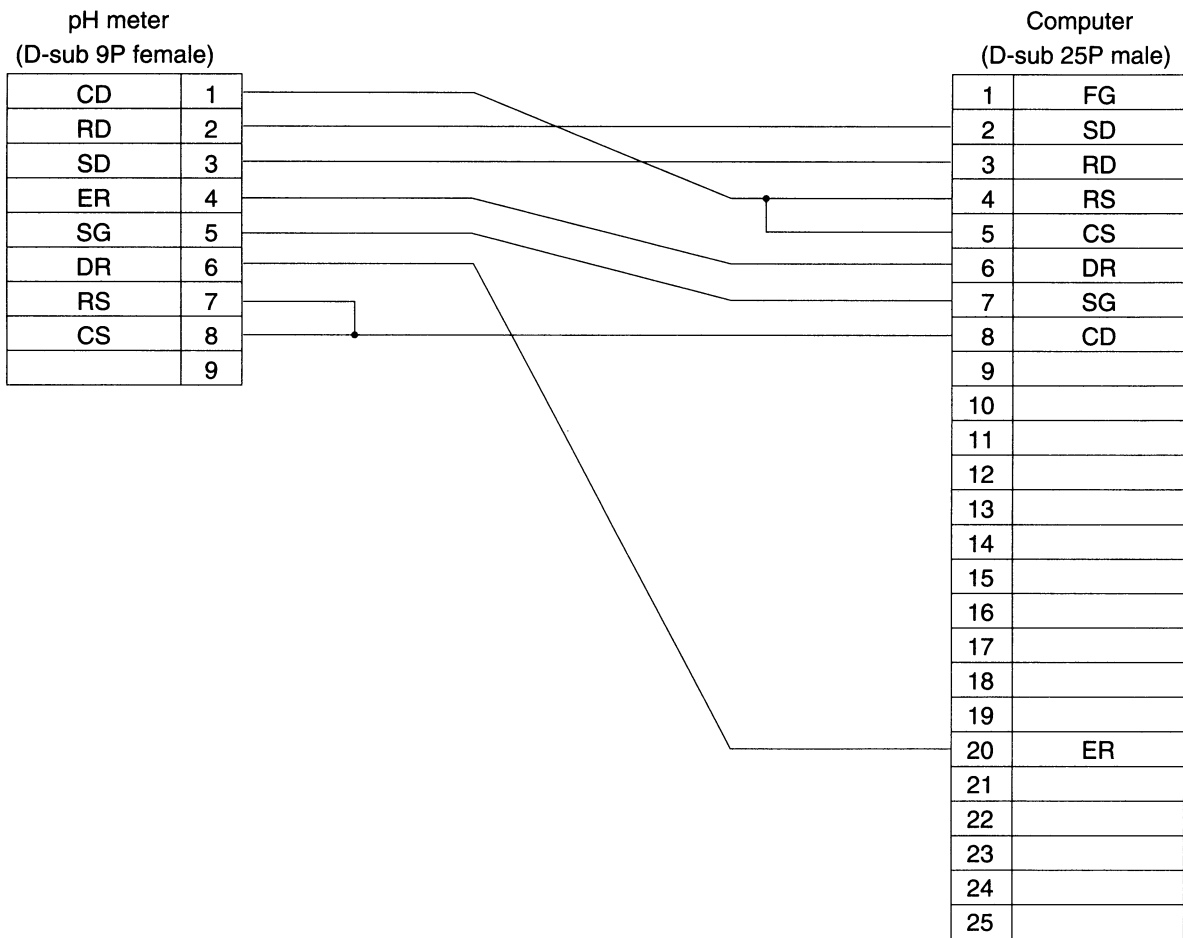 pH meter
(D-sub 9P female)
CD 1
RD 2
SD 3
ER 4
SG 5
DR 6
RS 7
CS 8
9
Computer
(D-sub 25P male)
1 FG
2 SD
3 RD
4 RS
5 CS
6 DR
7 SG
8 CD
9
10
11
12
13
14
15
16
17
18
19
20 ER
21
22
23
24
25